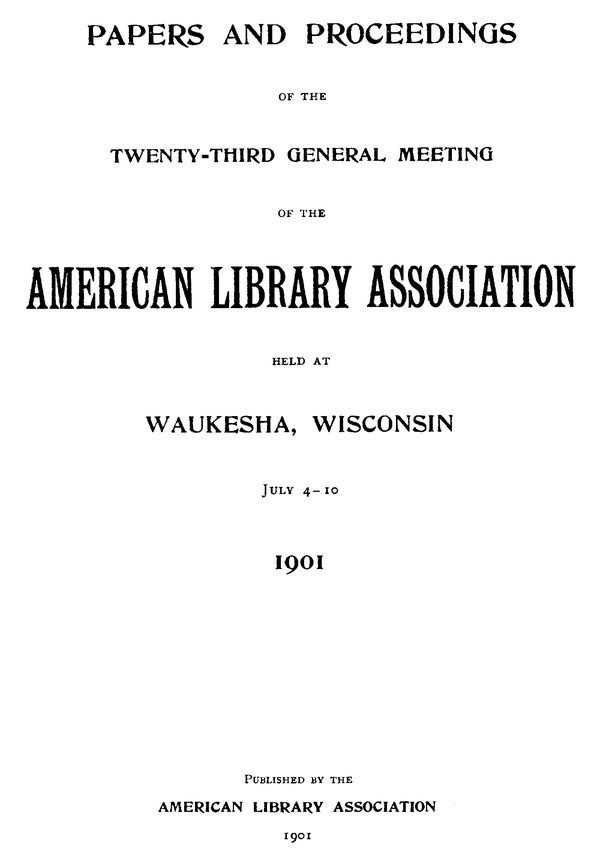 PAPERS AND PROCEEDINGS
OF THE
TWENTY-THIRD GENERAL MEETING
OF THE
AMERICAN LIBRARY ASSOCIATION
HELD AT
WAUKESHA, WISCONSIN
JULY 4-10
1901
PUBLISHED BY THE
AMERICAN LIBRARY ASSOCIATION
1901